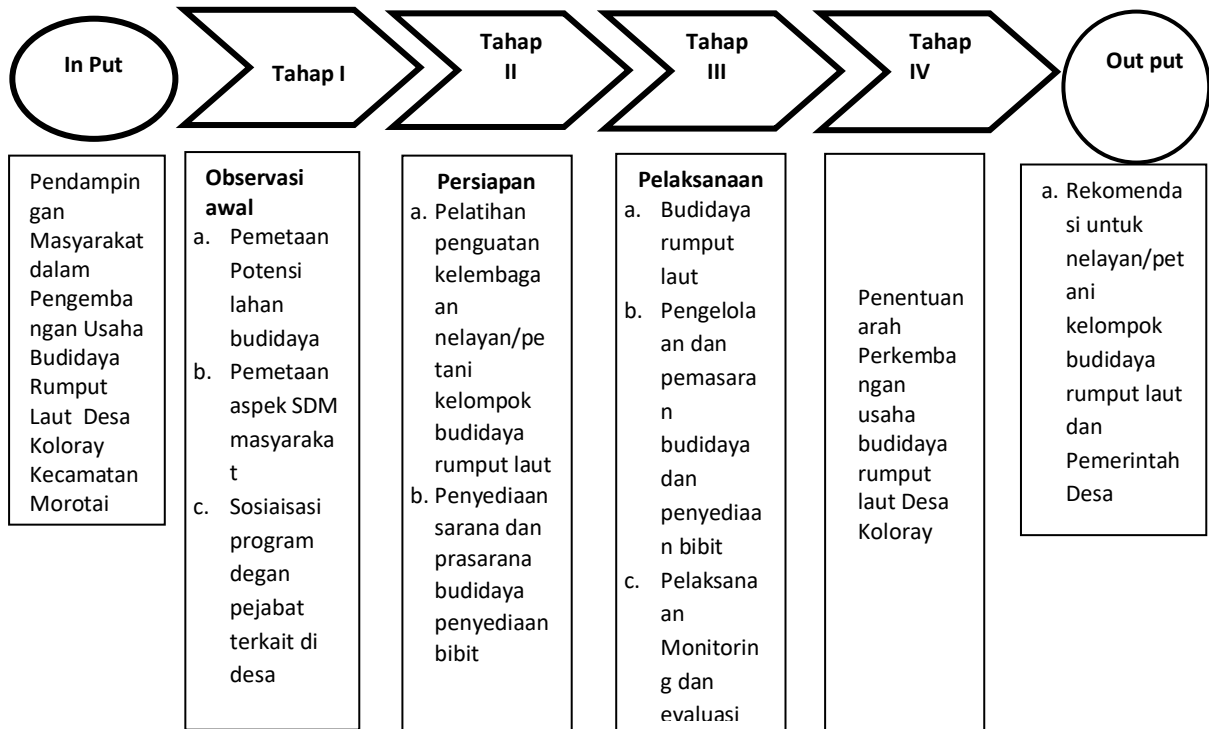 In Put
Tahap I
Tahap
II
Tahap
III
Tahap
IV
Out put
Pendampin
gan
Masyarakat
dalam
Pengemba
ngan Usaha
Budidaya
Rumput
Laut Desa
Koloray
Kecamatan
Morotai
Observasi
awal
a. Pemetaan
Potensi
lahan
budidaya
b. Pemetaan
aspek SDM
masyaraka
t
c. Sosiaisasi
program
degan
pejabat
terkait di
desa
Persiapan
a. Pelatihan
penguatan
kelembaga
an
nelayan/pe
tani
kelompok
budidaya
rumput laut
b. Penyediaan
sarana dan
prasarana
budidaya
penyediaan
bibit
Pelaksanaan
a. Budidaya
rumput
laut
b. Pengelola
an dan
pemasara
n
budidaya
dan
penyediaa
n bibit
c. Pelaksana
an
Monitorin
g dan
evaluasi
Penentuan
arah
Perkemba
ngan
usaha
budidaya
rumput
laut Desa
Koloray
a. Rekomenda
si untuk
nelayan/pet
ani
kelompok
budidaya
rumput laut
dan
Pemerintah
Desa